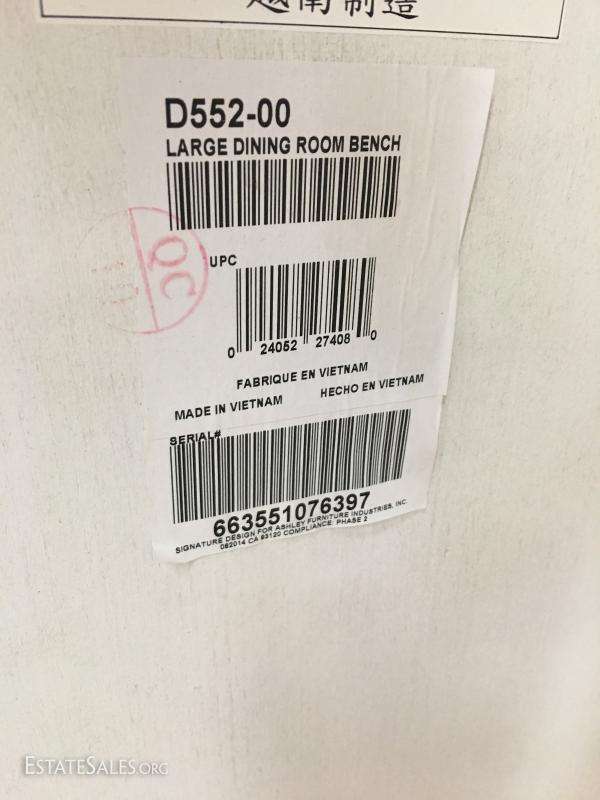 越南制造
D552-00
LARGE DINING ROOM BENCH
QC
UPC
0 24052 27408 0
FABRIQUE EN VIETNAM
MADE IN VIETNAM HECHO EN VIETNAM
SERIAL#
663551076397
SIGNATURE DESIGN FOR ASHLEY FURNITURE INDUSTRIES, INC.
082014 CA 93120 COMPLIANCE: PHASE 2
ESTATESALES.ORG